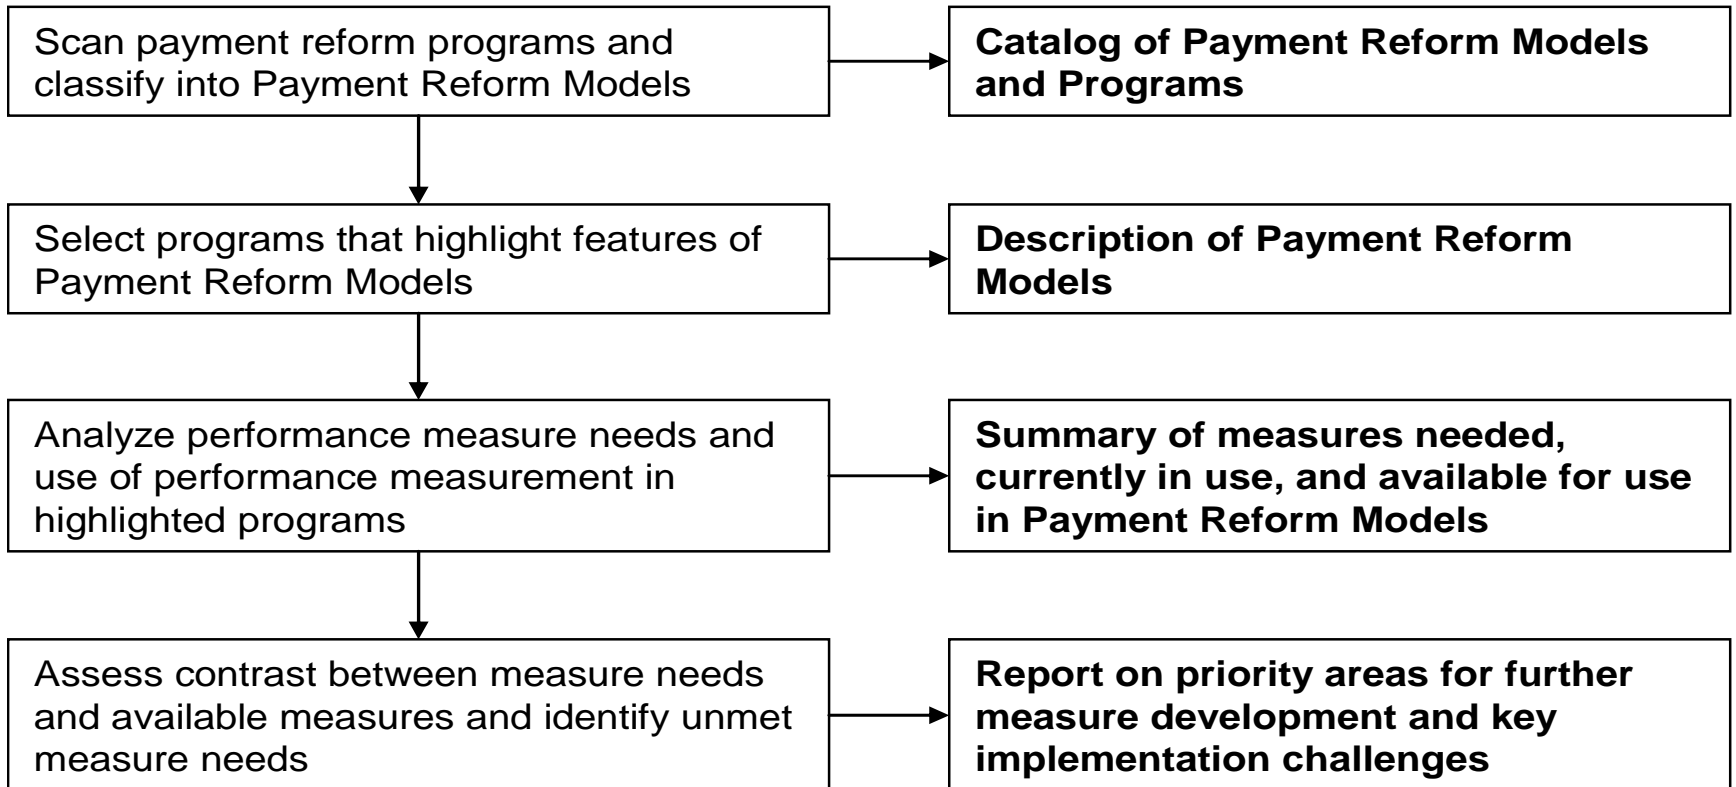 Scan payment reform programs and
classify into Payment Reform Models
Catalog of Payment Reform Models
and Programs
Select programs that highlight features of
Payment Reform Models
Description of Payment Reform
Models
Analyze performance measure needs and
use of performance measurement in
highlighted programs
Summary of measures needed,
currently in use, and available for use
in Payment Reform Models
Assess contrast between measure needs
and available measures and identify unmet
measure needs
Report on priority areas for further
measure development and key
implementation challenges